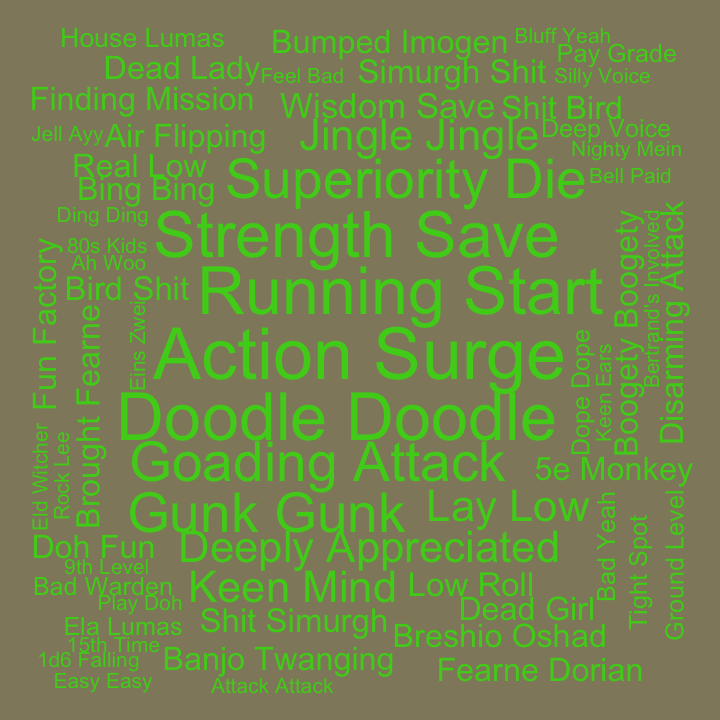 House Lumas
Bumped Imogen
Bluff Yeah
Pay Grade
Dead Lady
Feel Bad
Simurgh Shit
Silly Voice
Finding Mission
Wisdom Save
Shit Bird
Jell Ayy
Air Flipping
Jingle Jingle
Deep Voice
Nighty Mein
Real Low
Bing Bing
Superiority Die
Bell Paid
Ding Ding
Strength Save
80s Kids
Ah Woo
Bird Shit
Running Start
Boogety Boogety
Bertrand's Involved
Disarming Attack
Fun Factory
Brought Fearne
Eins Zwei
Action Surge
Dope Dope
Keen Ears
Doodle Doodle
Eld Witcher
Rock Lee
Goading Attack
5e Monkey
Gunk Gunk
Lay Low
Bad Yeah
Tight Spot
Ground Level
Doh Fun
Deeply Appreciated
9th Level
Bad Warden
Keen Mind
Low Roll
Play Doh
Dead Girl
Ela Lumas
Shit Simurgh
Breshio Oshad
15th Time
1d6 Falling
Banjo Twanging
Fearne Dorian
Easy Easy
Attack Attack